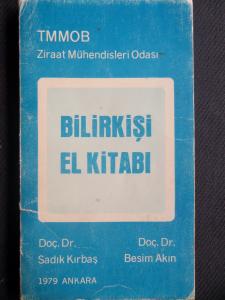 TMMOB
Ziraat Mühendisleri Odası
BİLİRKİŞİ
EL KİTABI
Doç. Dr. Doç. Dr.
Sadık Kırbaş Besim Akın
1979 ANKARA